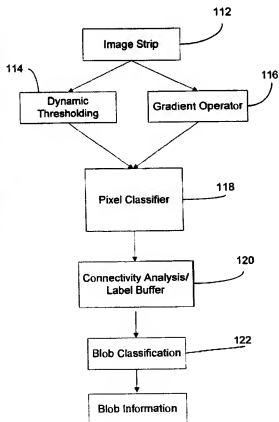 112
Image Strip
114
116
Dynamic
Thresholding
Gradient Operator
118
Pixel Classifier
120
Connectivity Analysis/
Label Buffer
122
Blob Classification
Blob Information